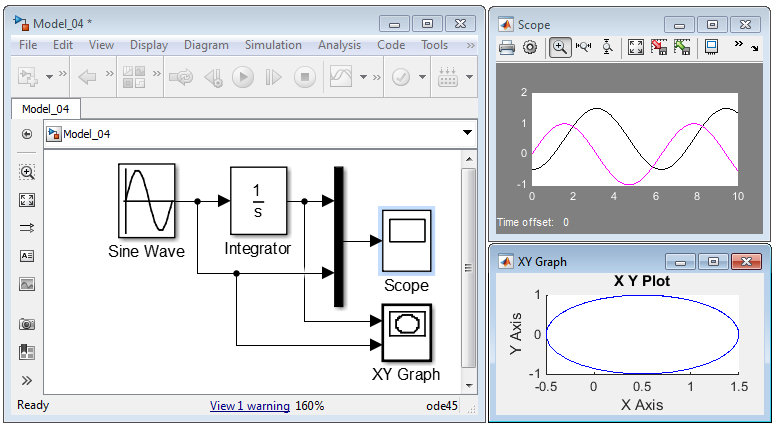 Model_04 *
File Edit View Display Diagram Simulation Analysis Code Tools »
» » »
Model_04
Model_04
Sine Wave
1
s
Integrator
Scope
XY Graph
»
Ready View 1 warning 160% ode45
Scope
»
2
1
0
-1
0 2 4 6 8 10
Time offset: 0
XY Graph
X Y Plot
Y Axis
1
0
-1
-0.5 0 0.5 1 1.5
X Axis